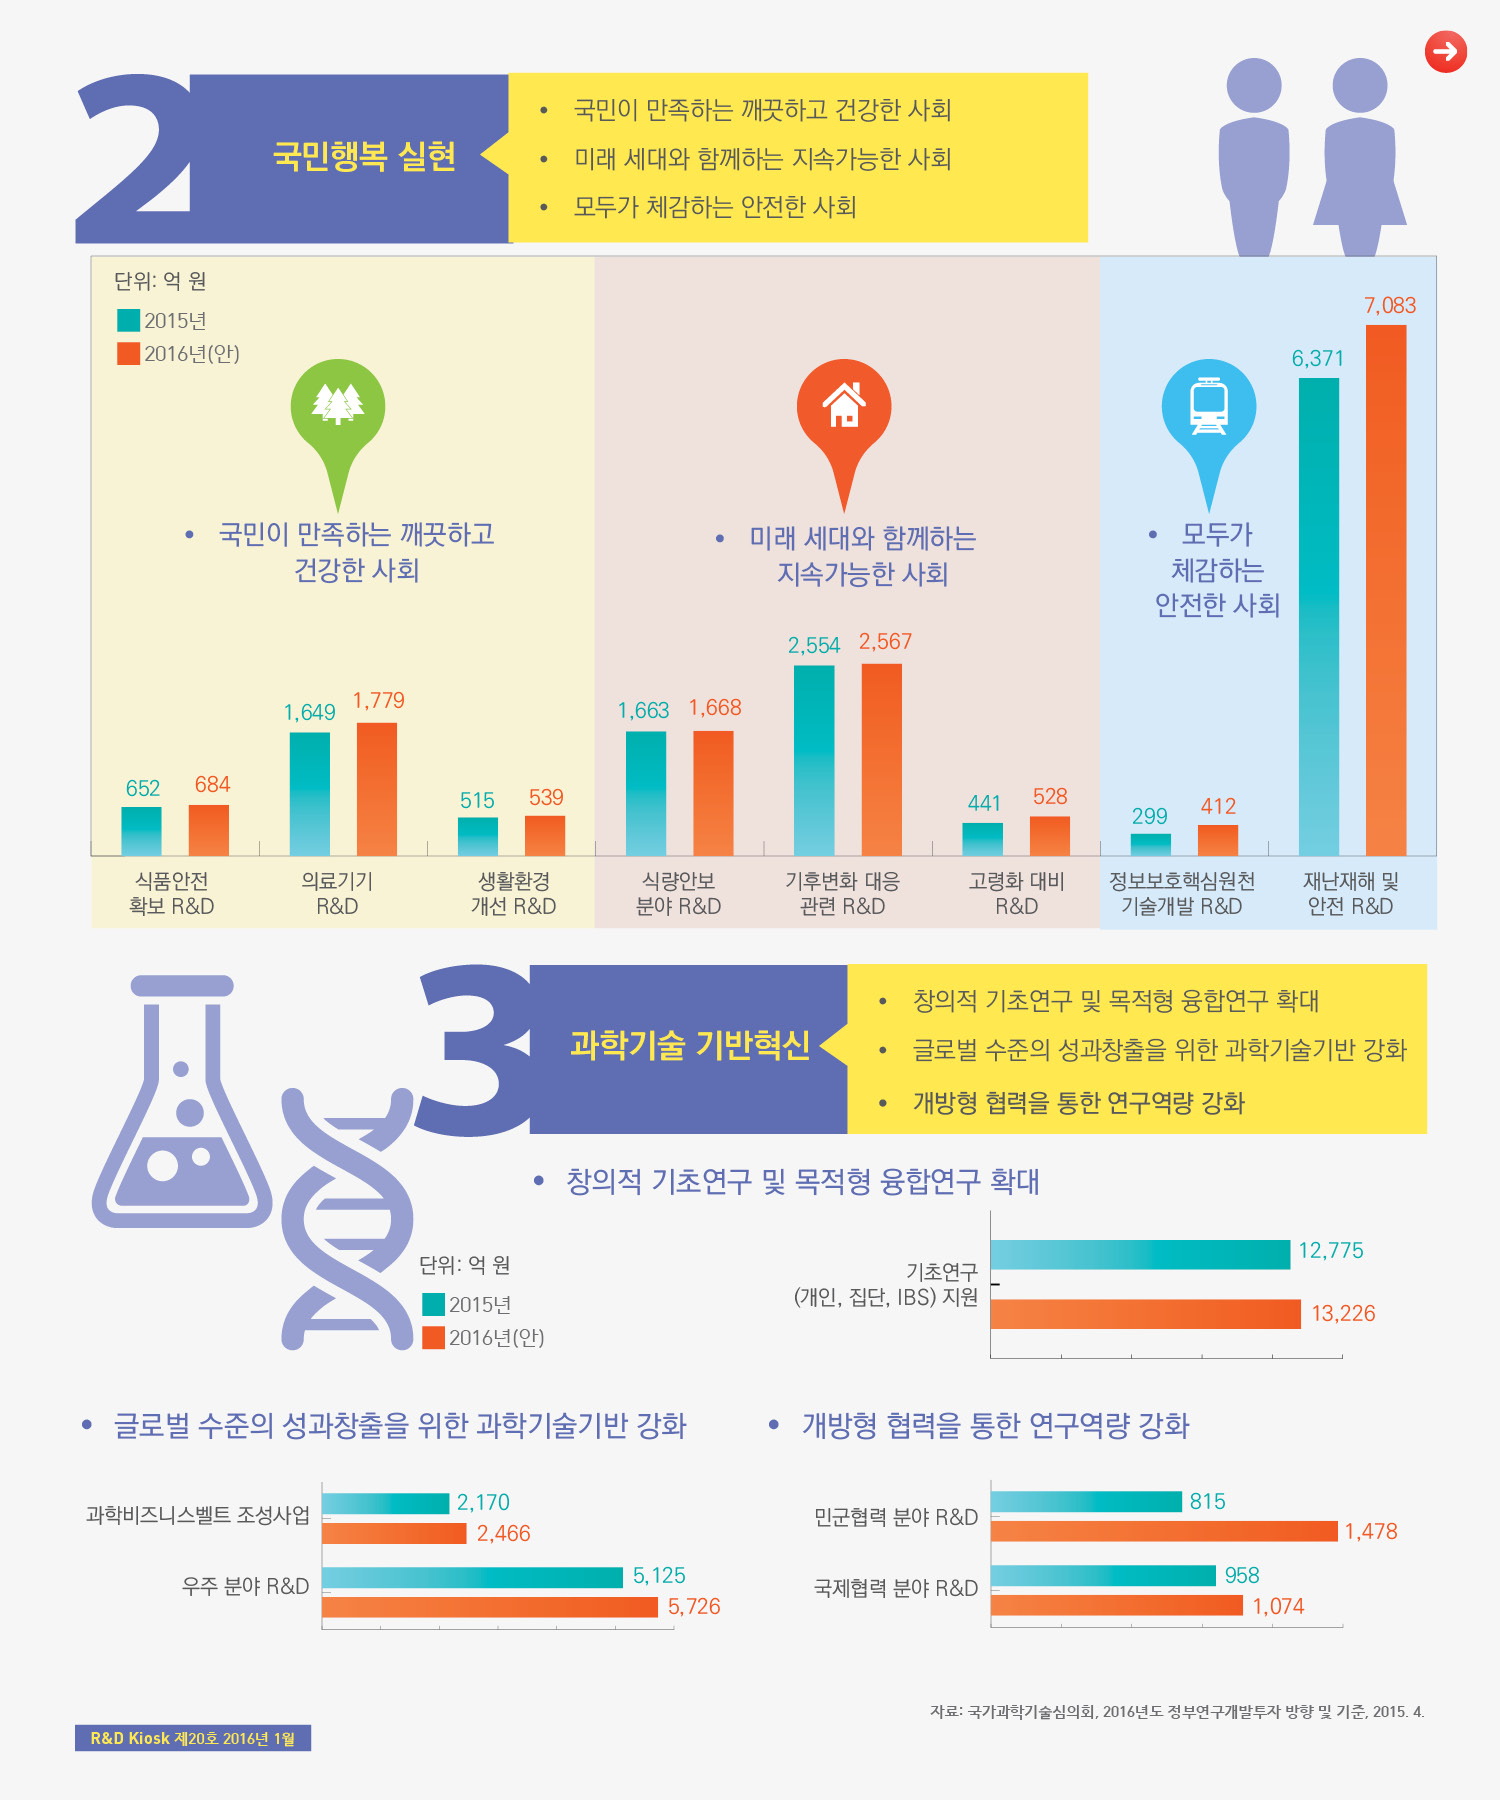 2
국민행복 실현
• 국민이 만족하는 깨끗하고 건강한 사회
• 미래 세대와 함께하는 지속가능한 사회
• 모두가 체감하는 안전한 사회
단위: 억 원
2015년
2016년(안)
• 국민이 만족하는 깨끗하고
건강한 사회
• 미래 세대와 함께하는
지속가능한 사회
• 모두가
체감하는
안전한 사회
652
684
1,649
1,779
515
539
1,663
1,668
2,554
2,567
441
528
299
412
6,371
7,083
식품안전
확보 R&D
의료기기
R&D
생활환경
개선 R&D
식량안보
분야 R&D
기후변화 대응
관련 R&D
고령화 대비
R&D
정보보호핵심원천
기술개발 R&D
재난재해 및
안전 R&D
3
과학기술 기반혁신
• 창의적 기초연구 및 목적형 융합연구 확대
• 글로벌 수준의 성과창출을 위한 과학기술기반 강화
• 개방형 협력을 통한 연구역량 강화
• 창의적 기초연구 및 목적형 융합연구 확대
단위: 억 원
2015년
2016년(안)
기초연구
(개인, 집단, IBS) 지원
12,775
13,226
• 글로벌 수준의 성과창출을 위한 과학기술기반 강화
과학비즈니스벨트 조성사업
2,170
2,466
우주 분야 R&D
5,125
5,726
• 개방형 협력을 통한 연구역량 강화
민군협력 분야 R&D
815
1,478
국제협력 분야 R&D
958
1,074
자료: 국가과학기술심의회, 2016년도 정부연구개발투자 방향 및 기준, 2015. 4.
R&D Kiosk 제20호 2016년 1월